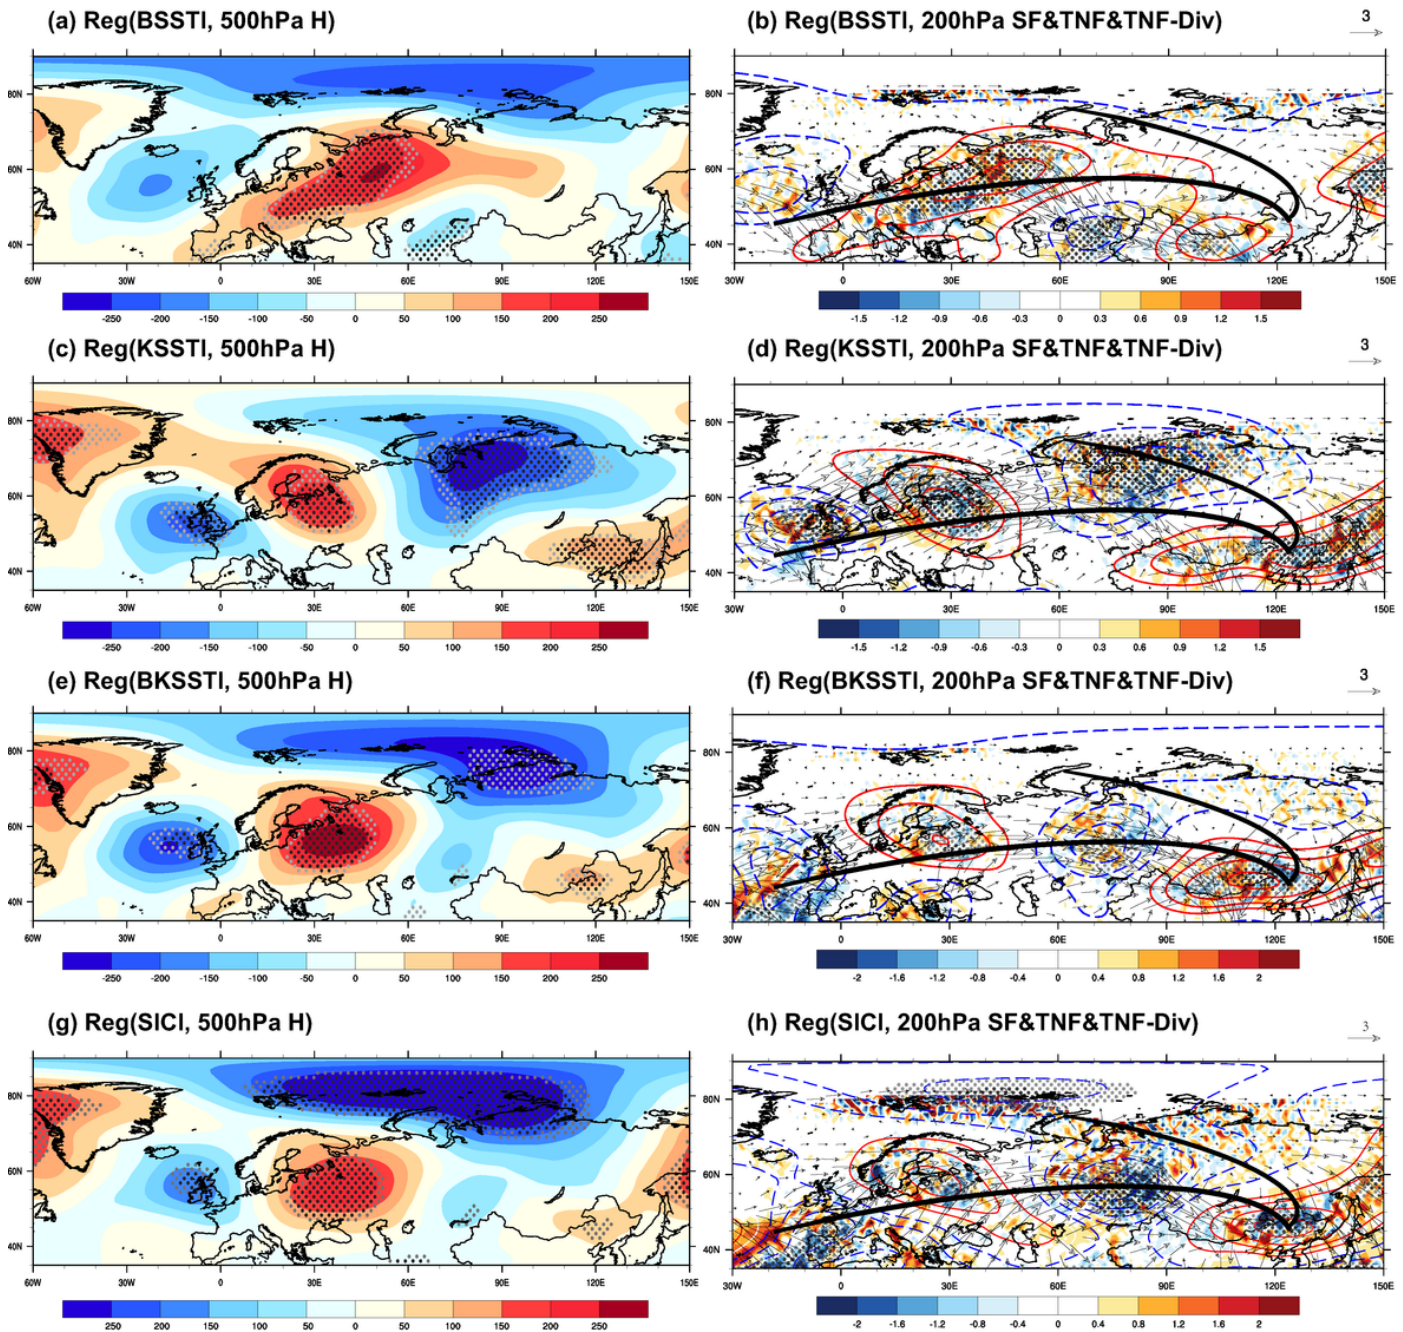 (a) Reg(BSSTI, 500hPa H)
(b) Reg(BSSTI, 200hPa SF&TNF&TNF-Div)
3
80N
60N
40N
60W 30W 0 30E 60E 90E 120E 150E
-250 -200 -150 -100 -50 0 50 100 150 200 250
80N
60N
40N
30W 0 30E 60E 90E 120E 150E
-1.5 -1.2 -0.9 -0.6 -0.3 0 0.3 0.6 0.9 1.2 1.5
(c) Reg(KSSTI, 500hPa H)
(d) Reg(KSSTI, 200hPa SF&TNF&TNF-Div)
3
80N
60N
40N
60W 30W 0 30E 60E 90E 120E 150E
-250 -200 -150 -100 -50 0 50 100 150 200 250
80N
60N
40N
30W 0 30E 60E 90E 120E 150E
-1.5 -1.2 -0.9 -0.6 -0.3 0 0.3 0.6 0.9 1.2 1.5
(e) Reg(BKSSTI, 500hPa H)
(f) Reg(BKSSTI, 200hPa SF&TNF&TNF-Div)
3
80N
60N
40N
60W 30W 0 30E 60E 90E 120E 150E
-250 -200 -150 -100 -50 0 50 100 150 200 250
80N
60N
40N
30W 0 30E 60E 90E 120E 150E
-2 -1.6 -1.2 -0.8 -0.4 0 0.4 0.8 1.2 1.6 2
(g) Reg(SICI, 500hPa H)
(h) Reg(SICI, 200hPa SF&TNF&TNF-Div)
3
80N
60N
40N
60W 30W 0 30E 60E 90E 120E 150E
250 200 150 100 50 0 50 100 150 200 250
80N
60N
40N
30W 0 30E 60E 90E 120E 150E
-2 -1.6 -1.2 -0.8 -0.4 0 0.4 0.8 1.2 1.6 2